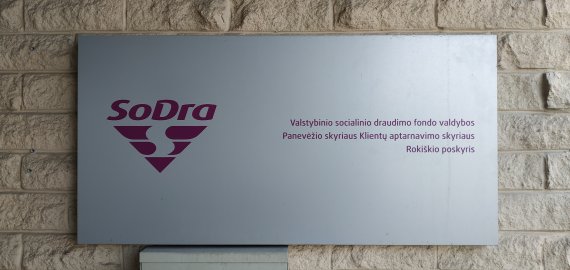 SoDra
Valstybinio socialinio draudimo fondo valdybos
Panevėžio skyriaus Klientų aptarnavimo skyriaus
Rokiškio poskyris